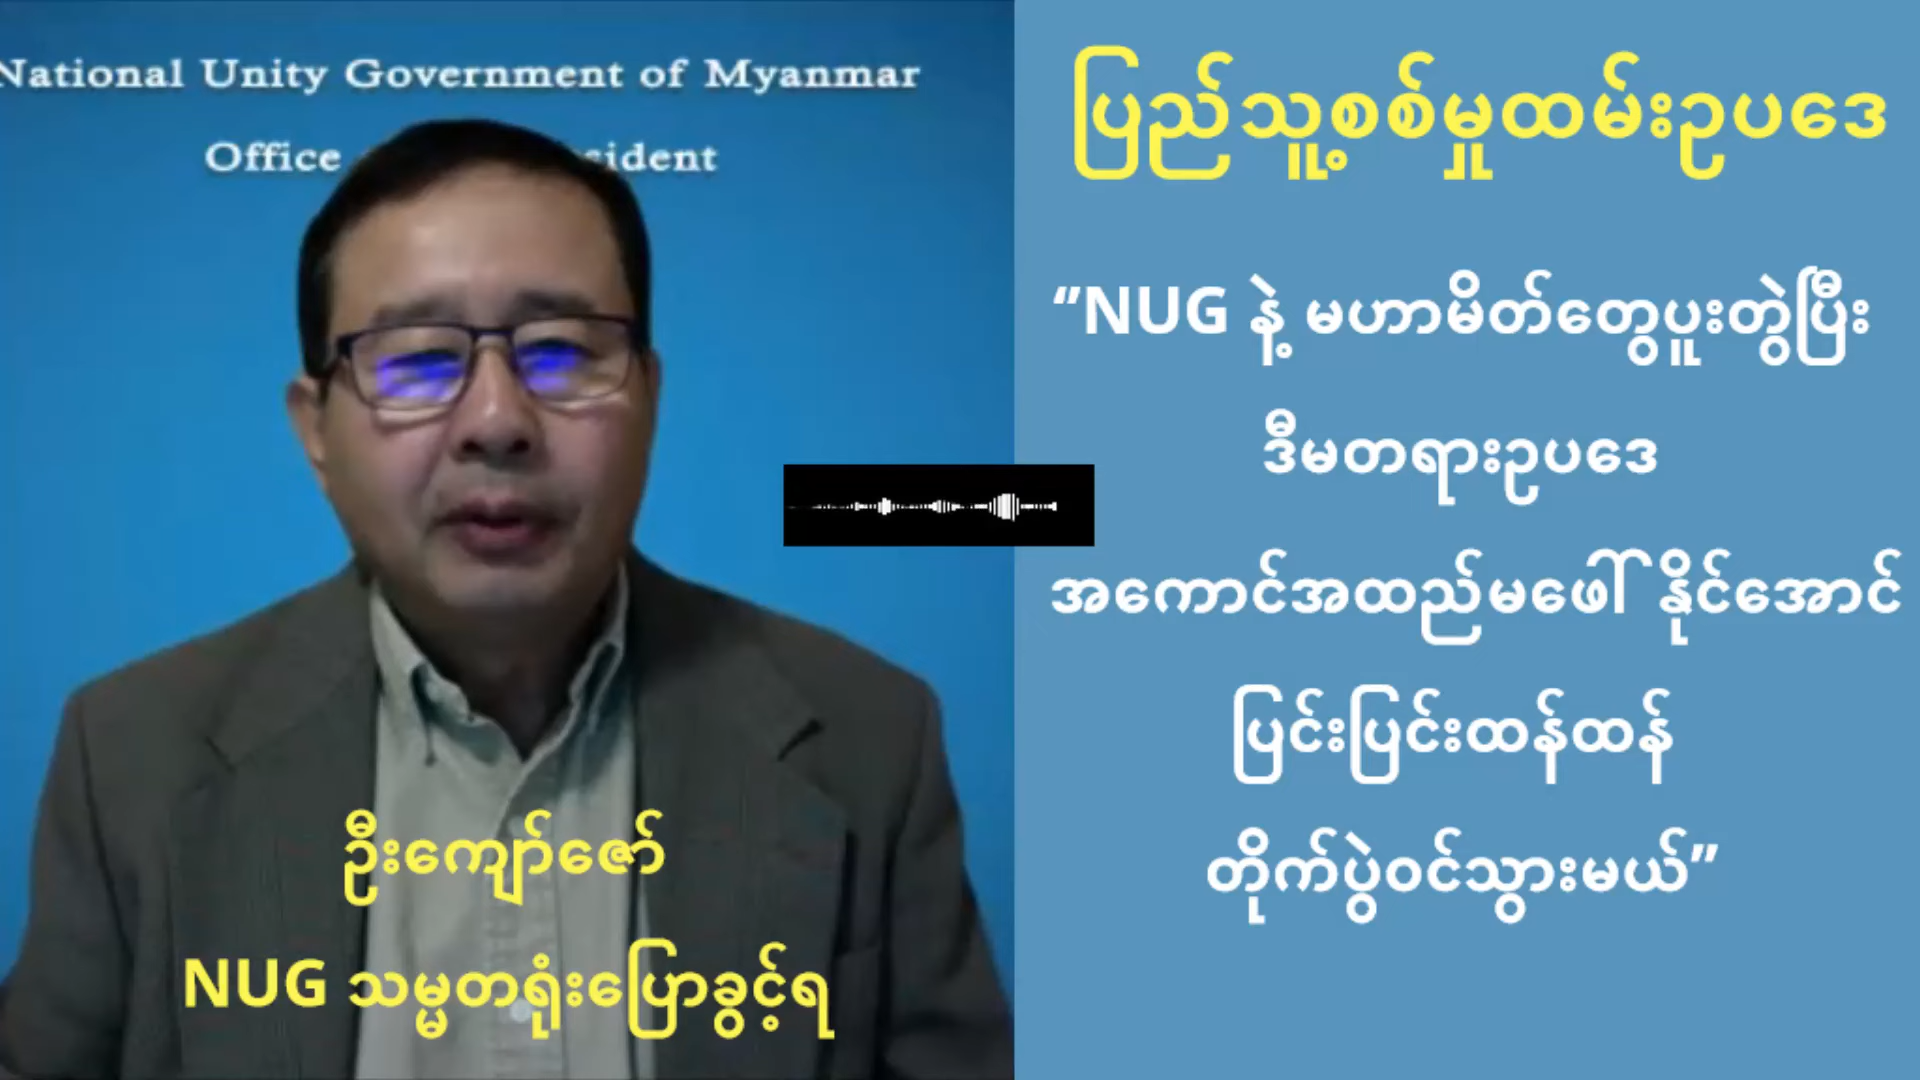 National Unity Government of Myanmar
Office sident
ဦးကျော်ဇော်
NUG သမ္မတရုံးပြောခွင့်ရ
ပြည်သူ့စစ်မှုထမ်းဥပဒေ
“NUG နဲ့ မဟာမိတ်တွေပူးတွဲပြီး
ဒီမတရားဥပဒေ
အကောင်အထည်မဖေါ်နိုင်အောင်
ပြင်းပြင်းထန်ထန်
တိုက်ပွဲဝင်သွားမယ်”